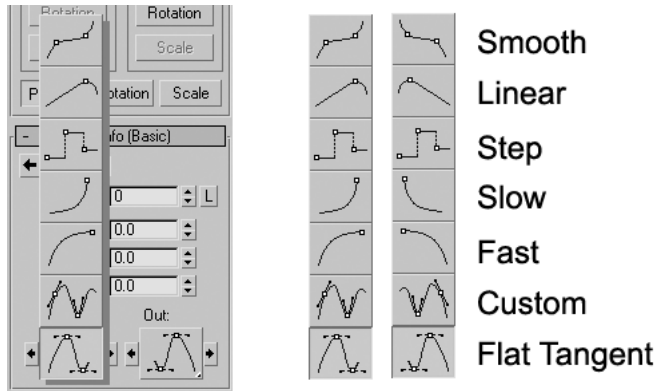 Rotation Rotation
Scale
P otation Scale
- nfo (Basic)
0 L
0.0
0.0
0.0
Out:
Smooth
Linear
Step
Slow
Fast
Custom
Flat Tangent